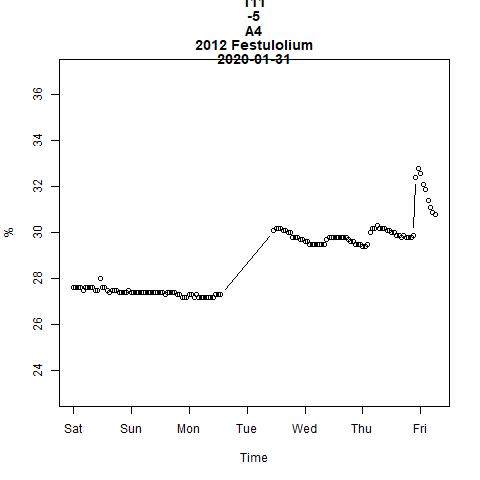 T11
-5
A4
2012 Festulolium
2020-01-31
36
34
32
30
28
26
24
%
Sat Sun Mon Tue Wed Thu Fri
Time